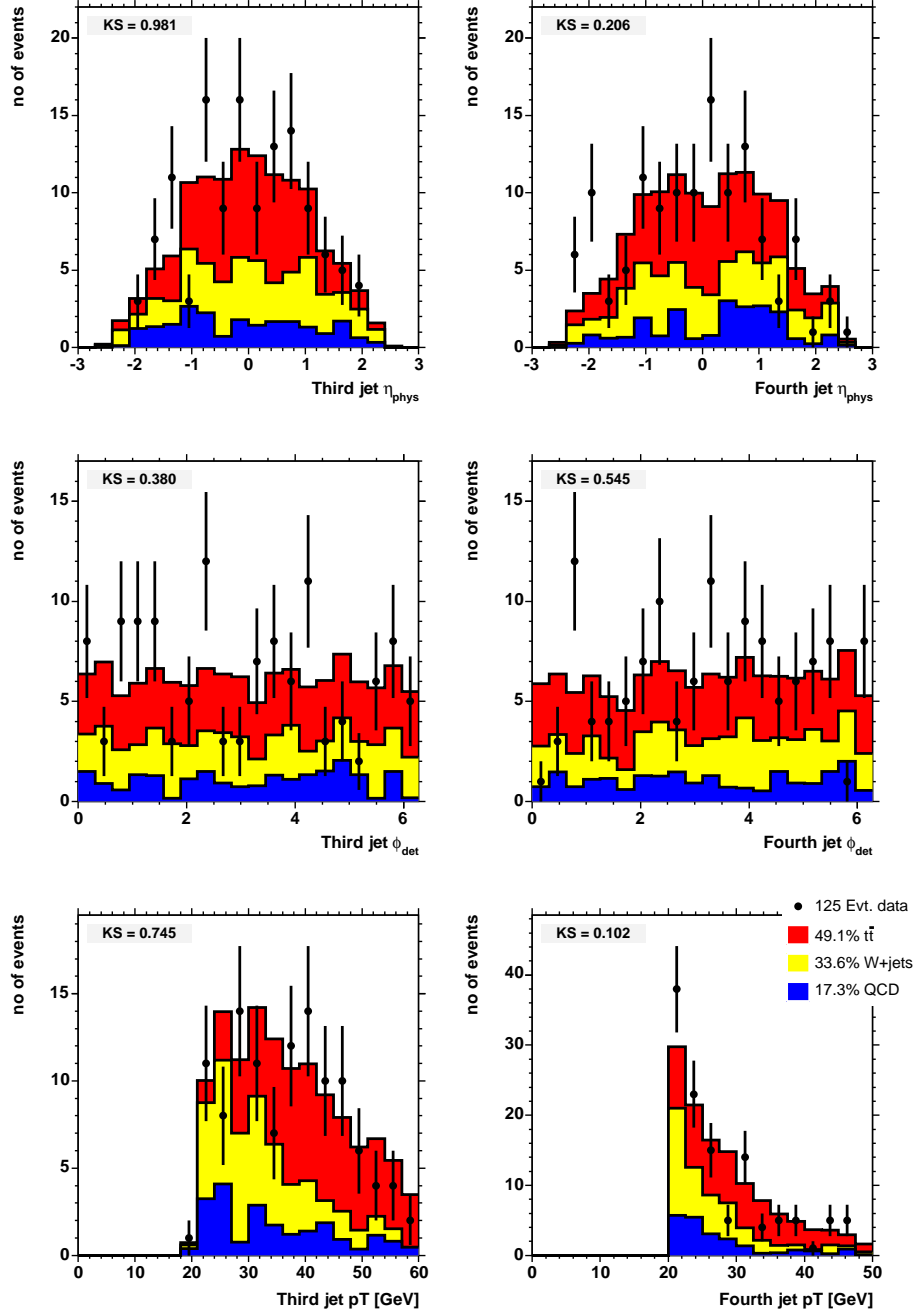 no of events
KS = 0.981
20
15
10
5
0
-3 -2 -1 0 1 2 3
Third jet η_phys
no of events
KS = 0.206
20
15
10
5
0
-3 -2 -1 0 1 2 3
Fourth jet η_phys
no of events
KS = 0.380
15
10
5
0
0 2 4 6
Third jet ϕ_det
no of events
KS = 0.545
15
10
5
0
0 2 4 6
Fourth jet ϕ_det
no of events
KS = 0.745
15
10
5
0
0 10 20 30 40 50 60
Third jet pT [GeV]
no of events
KS = 0.102
40
30
20
10
0
0 10 20 30 40 50
Fourth jet pT [GeV]
125 Evt. data
49.1% tt̄
33.6% W+jets
17.3% QCD